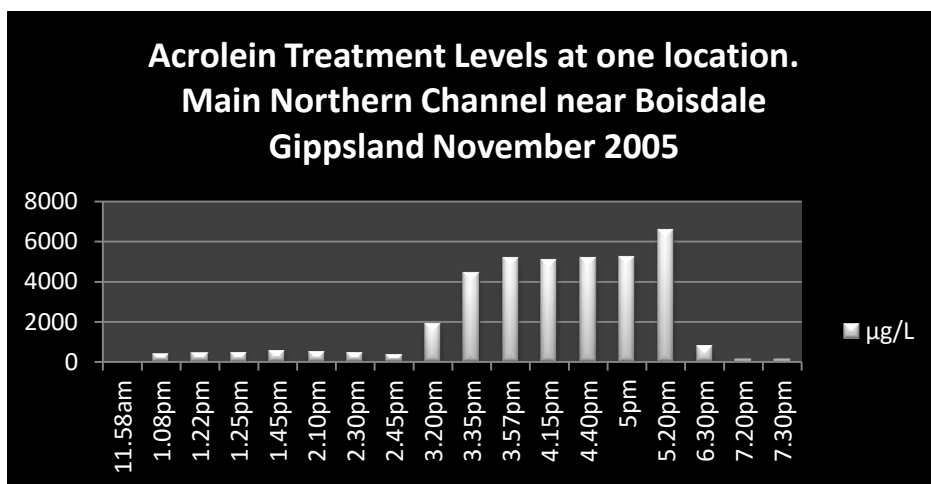 Acrolein Treatment Levels at one location.
Main Northern Channel near Boisdale
Gippsland November 2005
8000
6000
4000
2000
0
µg/L
11.58am
1.08pm
1.22pm
1.25pm
1.45pm
2.10pm
2.30pm
2.45pm
3.20pm
3.35pm
3.57pm
4.15pm
4.40pm
5pm
5.20pm
6.30pm
7.20pm
7.30pm